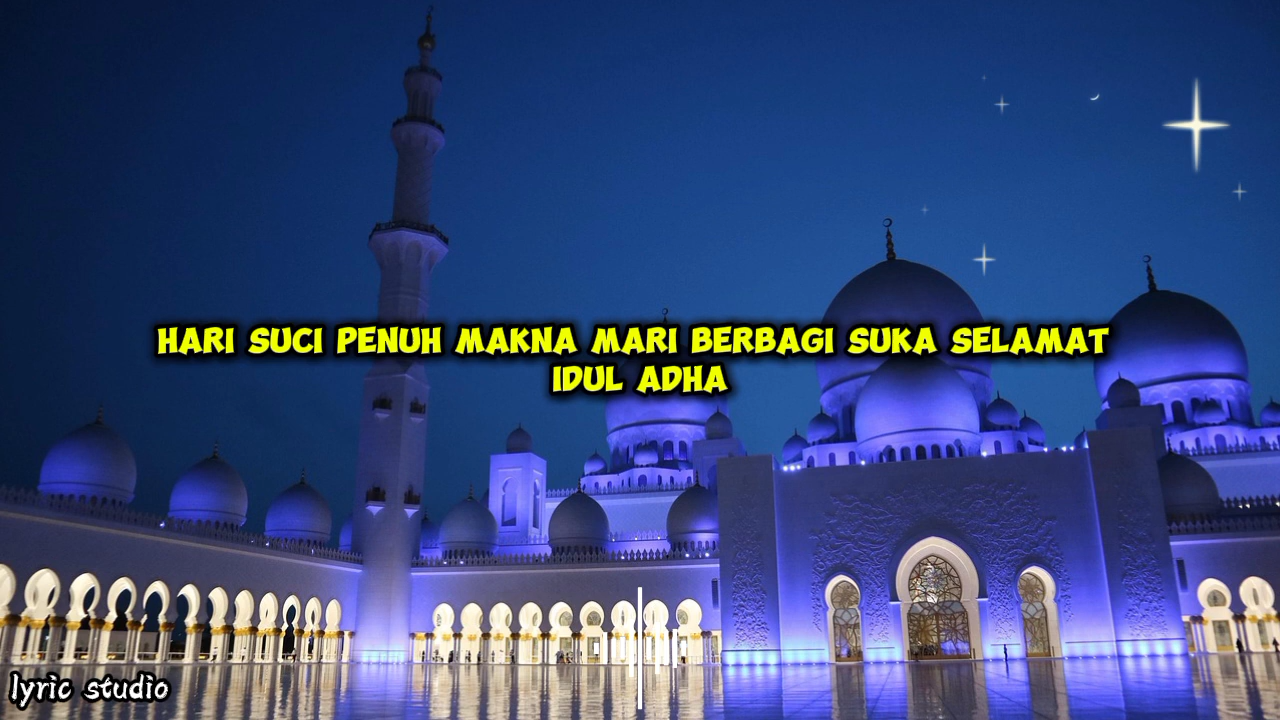 HARI SUCI PENUH MAKNA MARI BERBAGI SUKA SELAMAT
IDUL ADHA
lyric studio